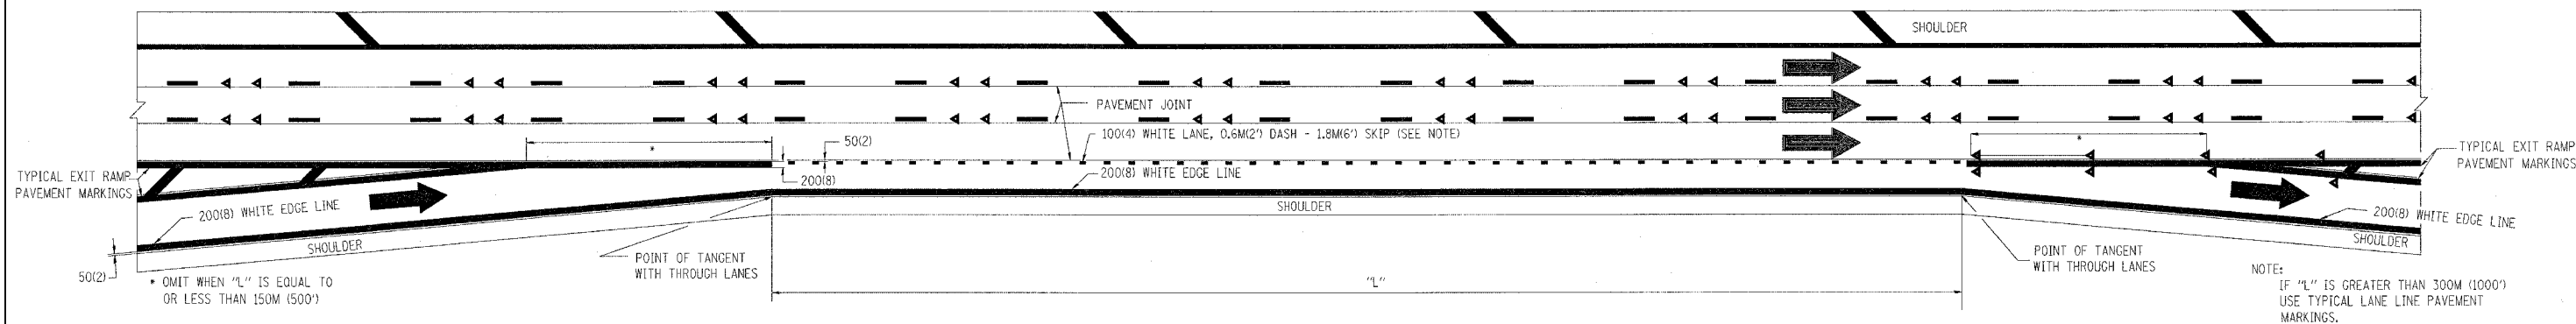 SHOULDER
PAVEMENT JOINT
100(4) WHITE LANE, 0.6M(2') DASH - 1.8M(6') SKIP (SEE NOTE)
50(2)
*
*
TYPICAL EXIT RAMP
PAVEMENT MARKINGS
TYPICAL EXIT RAMP
PAVEMENT MARKINGS
200(8)
200(8) WHITE EDGE LINE
200(8) WHITE EDGE LINE
SHOULDER
200(8) WHITE EDGE LINE
SHOULDER
SHOULDER
50(2)
POINT OF TANGENT
WITH THROUGH LANES
POINT OF TANGENT
WITH THROUGH LANES
* OMIT WHEN "L" IS EQUAL TO
OR LESS THAN 150M (500')
"L"
NOTE:
IF "L" IS GREATER THAN 300M (1000')
USE TYPICAL LANE LINE PAVEMENT
MARKINGS.